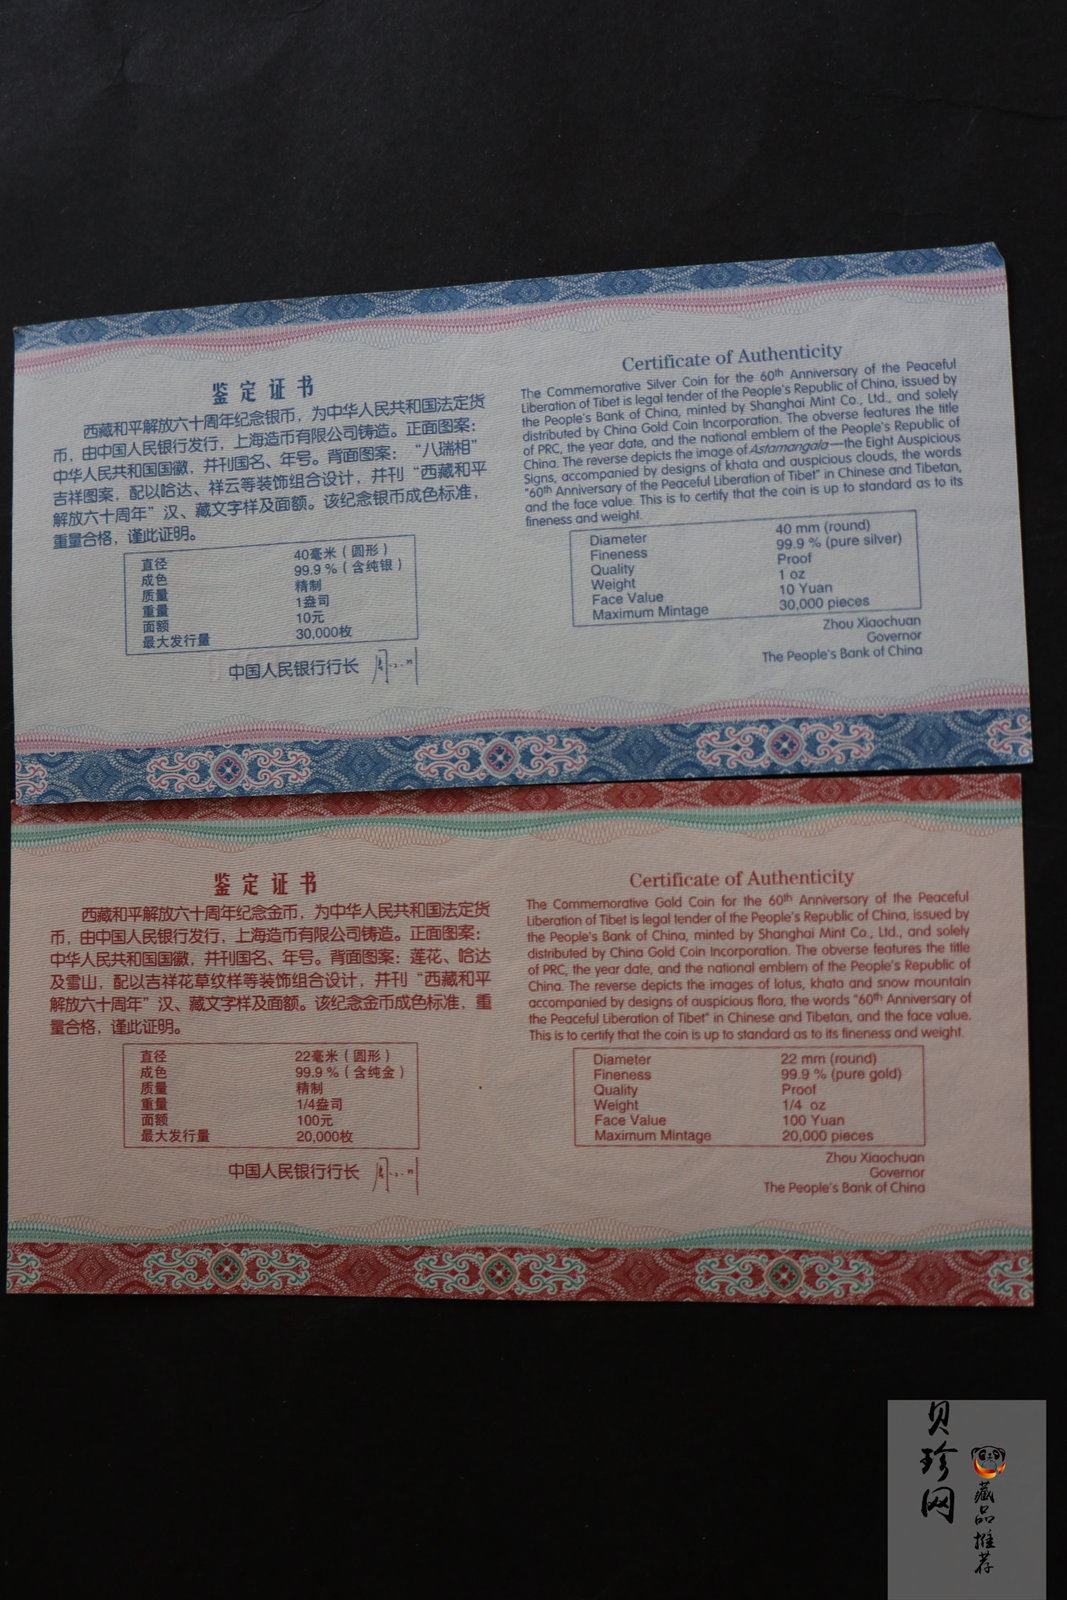 鉴定证书
西藏和平解放六十周年纪念银币，为中华人民共和国法定货
币，由中国人民银行发行，上海造币有限公司铸造。正面图案：
中华人民共和国国徽，并刊国名、年号。背面图案：“八瑞相”
吉祥图案，配以哈达、祥云等装饰组合设计，并刊“西藏和平
解放六十周年”汉、藏文字样及面额。该纪念银币成色标准，
重量合格，谨此证明。
直径 40毫米（圆形）
成色 99.9％（含纯银）
质量 精制
重量 1盎司
面额 10元
最大发行量 30,000枚
中国人民银行行长
Certificate of Authenticity
The Commemorative Silver Coin for the 60th Anniversary of the Peaceful
Liberation of Tibet is legal tender of the People's Republic of China, issued by
the People's Bank of China, minted by Shanghai Mint Co., Ltd., and solely
distributed by China Gold Coin Incorporation. The obverse features the title
of PRC, the year date, and the national emblem of the People's Republic of
China. The reverse depicts the image of Astamangala—the Eight Auspicious
Signs, accompanied by designs of khata and auspicious clouds, the words
"60th Anniversary of the Peaceful Liberation of Tibet" in Chinese and Tibetan,
and the face value. This is to certify that the coin is up to standard as to its
fineness and weight.
Diameter 40 mm (round)
Fineness 99.9 % (pure silver)
Quality Proof
Weight 1 oz
Face Value 10 Yuan
Maximum Mintage 30,000 pieces
Zhou Xiaochuan
Governor
The People's Bank of China
鉴定证书
西藏和平解放六十周年纪念金币，为中华人民共和国法定货
币，由中国人民银行发行，上海造币有限公司铸造。正面图案：
中华人民共和国国徽，并刊国名、年号。背面图案：莲花、哈达
及雪山，配以吉祥花草纹样等装饰组合设计，并刊“西藏和平
解放六十周年”汉、藏文字样及面额。该纪念金币成色标准，重
量合格，谨此证明。
直径 22毫米（圆形）
成色 99.9％（含纯金）
质量 精制
重量 1/4盎司
面额 100元
最大发行量 20,000枚
中国人民银行行长
Certificate of Authenticity
The Commemorative Gold Coin for the 60th Anniversary of the Peaceful
Liberation of Tibet is legal tender of the People's Republic of China, issued by
the People's Bank of China, minted by Shanghai Mint Co., Ltd., and solely
distributed by China Gold Coin Incorporation. The obverse features the title
of PRC, the year date, and the national emblem of the People's Republic of
China. The reverse depicts the images of lotus, khata and snow mountain
accompanied by designs of auspicious flora, the words "60th Anniversary of
the Peaceful Liberation of Tibet" in Chinese and Tibetan, and the face value.
This is to certify that the coin is up to standard as to its fineness and weight.
Diameter 22 mm (round)
Fineness 99.9 % (pure gold)
Quality Proof
Weight 1/4 oz
Face Value 100 Yuan
Maximum Mintage 20,000 pieces
Zhou Xiaochuan
Governor
The People's Bank of China
贝珍网
藏品推荐